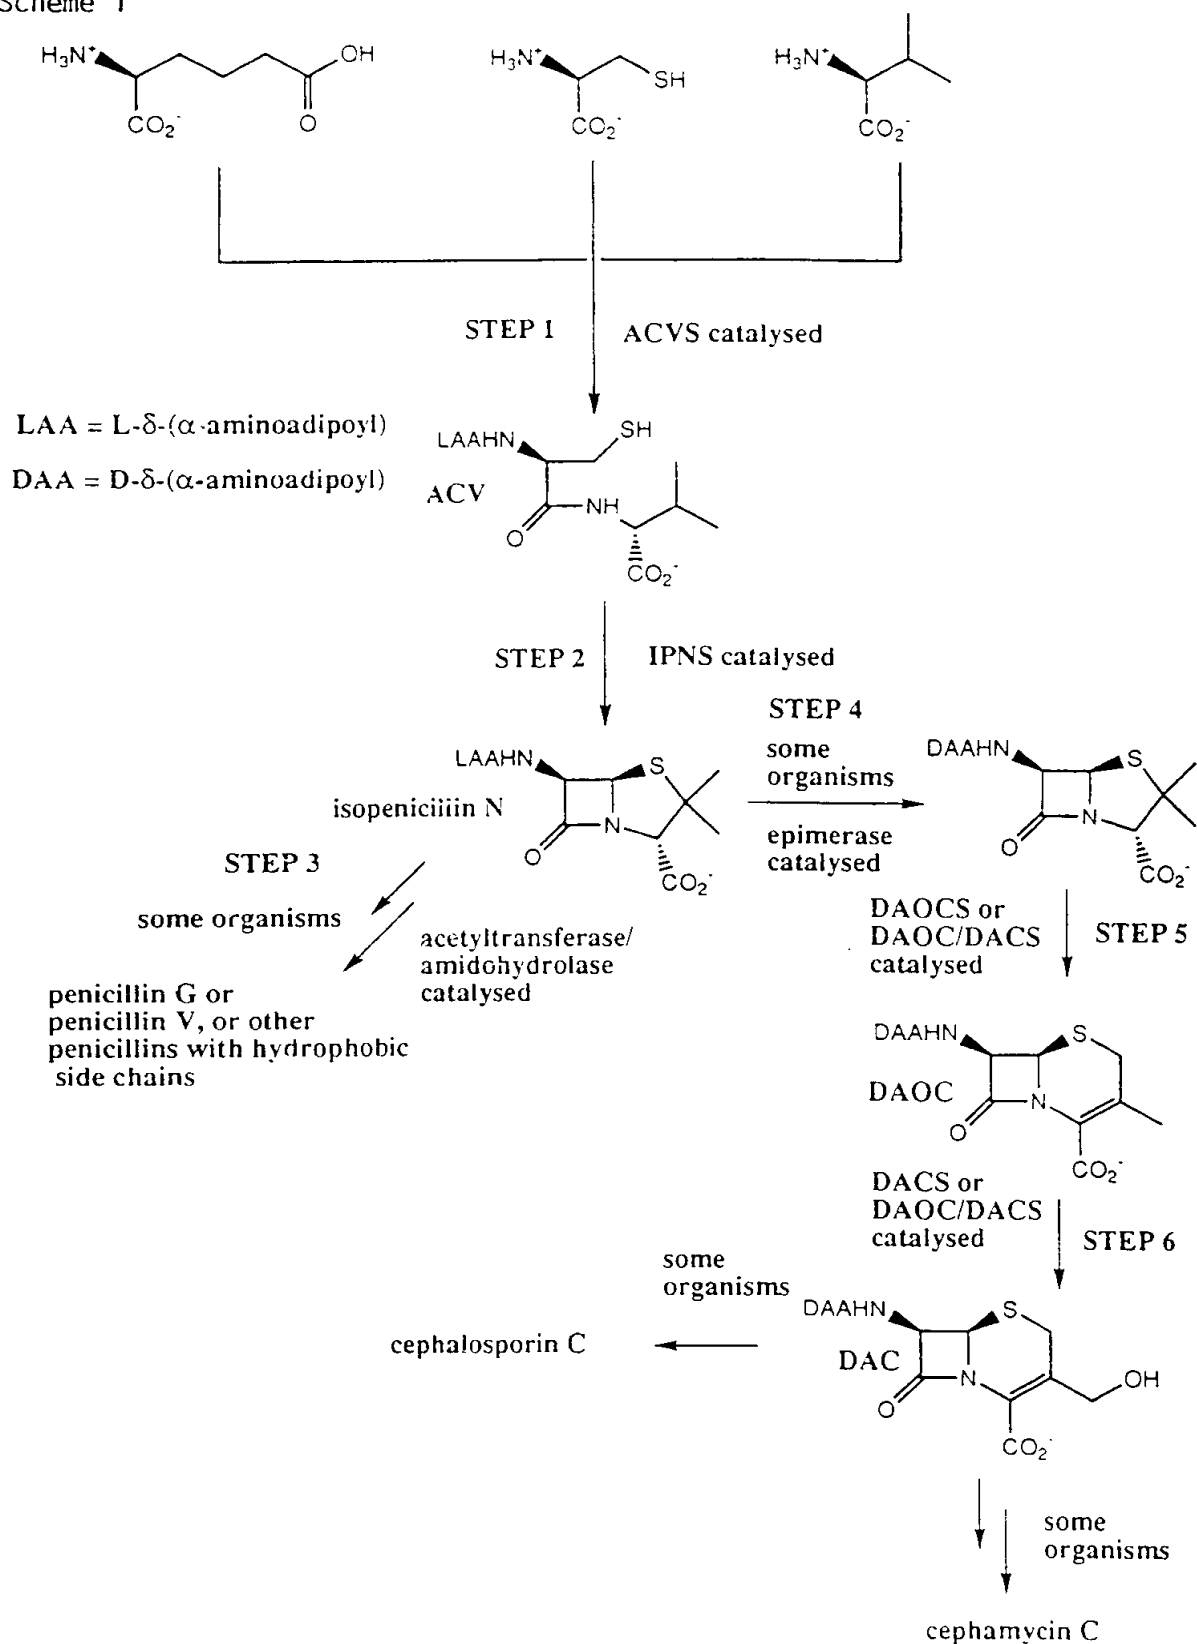 Scheme 1
H3N+
OH
CO2-
O
H3N+
SH
CO2-
H3N+
CO2-
STEP 1
ACVS catalysed
LAA = L-δ-(α-aminoadipoyl)
DAA = D-δ-(α-aminoadipoyl)
LAAHN
SH
ACV
NH
O
CO2-
STEP 2
IPNS catalysed
LAAHN
S
isopenicillin N
N
O
CO2-
STEP 4
some
organisms
epimerase
catalysed
DAAHN
S
N
O
CO2-
STEP 3
some organisms
acetyltransferase/
amidohydrolase
catalysed
penicillin G or
penicillin V, or other
penicillins with hydrophobic
side chains
DAOCS or
DAOC/DACS
catalysed
STEP 5
DAAHN
S
DAOC
N
O
CO2-
DACS or
DAOC/DACS
catalysed
STEP 6
some
organisms
cephalosporin C
DAAHN
S
DAC
N
OH
O
CO2-
some
organisms
cephamycin C